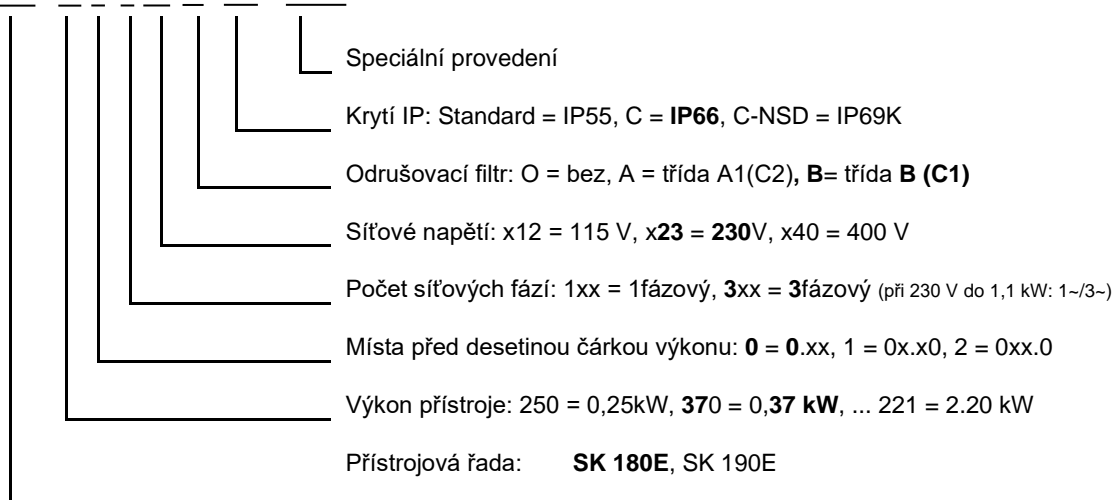 Speciální provedení
Krytí IP: Standard = IP55, C = IP66, C-NSD = IP69K
Odrušovací filtr: O = bez, A = třída A1(C2), B= třída B (C1)
Síťové napětí: x12 = 115 V, x23 = 230V, x40 = 400 V
Počet síťových fází: 1xx = 1fázový, 3xx = 3fázový (při 230 V do 1,1 kW: 1~/3~)
Místa před desetinou čárkou výkonu: 0 = 0.xx, 1 = 0x.x0, 2 = 0xx.0
Výkon přístroje: 250 = 0,25kW, 370 = 0,37 kW, ... 221 = 2.20 kW
Přístrojová řada: SK 180E, SK 190E